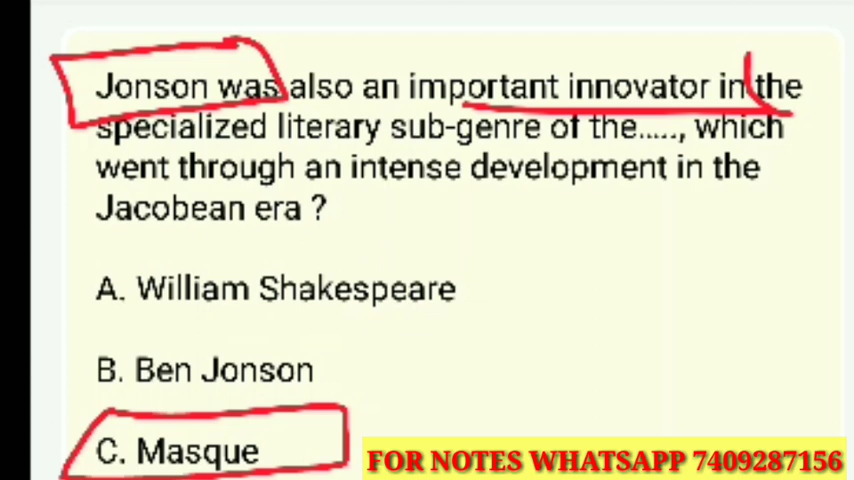 Jonson was also an important innovator in the
specialized literary sub-genre of the....., which
went through an intense development in the
Jacobean era ?
A. William Shakespeare
B. Ben Jonson
C. Masque
FOR NOTES WHATSAPP 7409287156